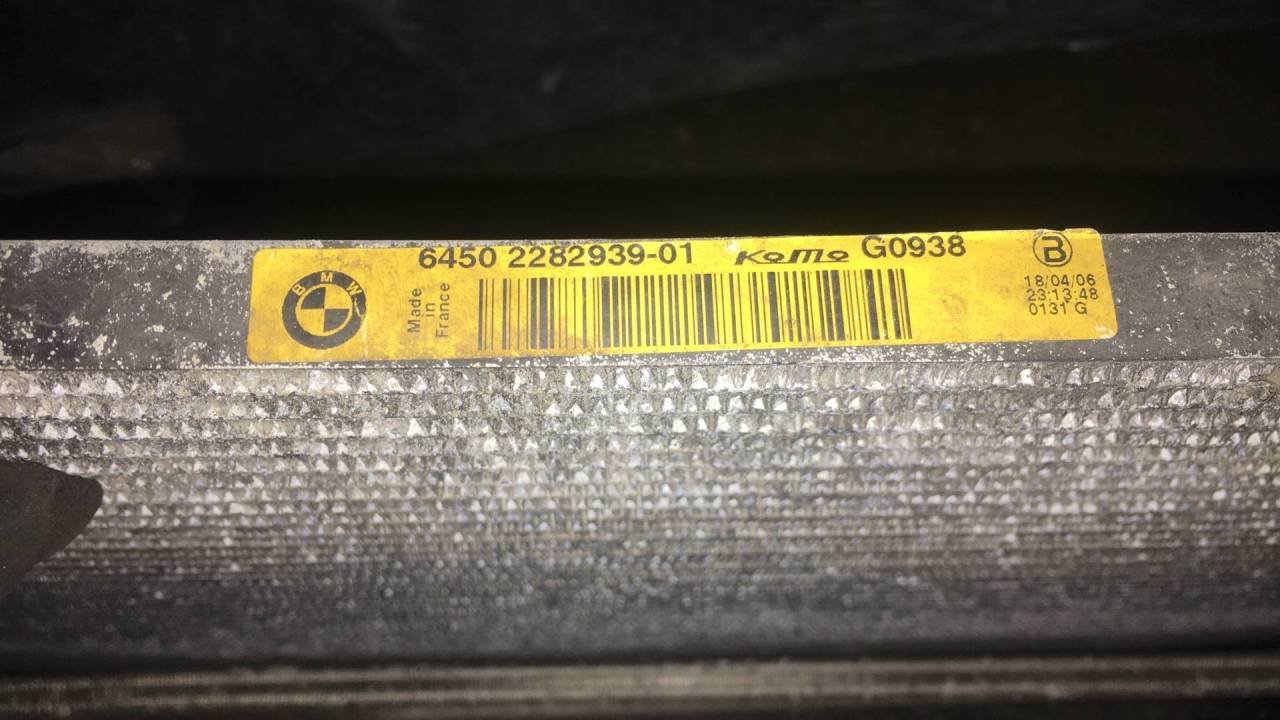 BMW
Made
in
France
6450 2282939-01 KoMo G0938
B
18/04/06
23:13:48
0131 G